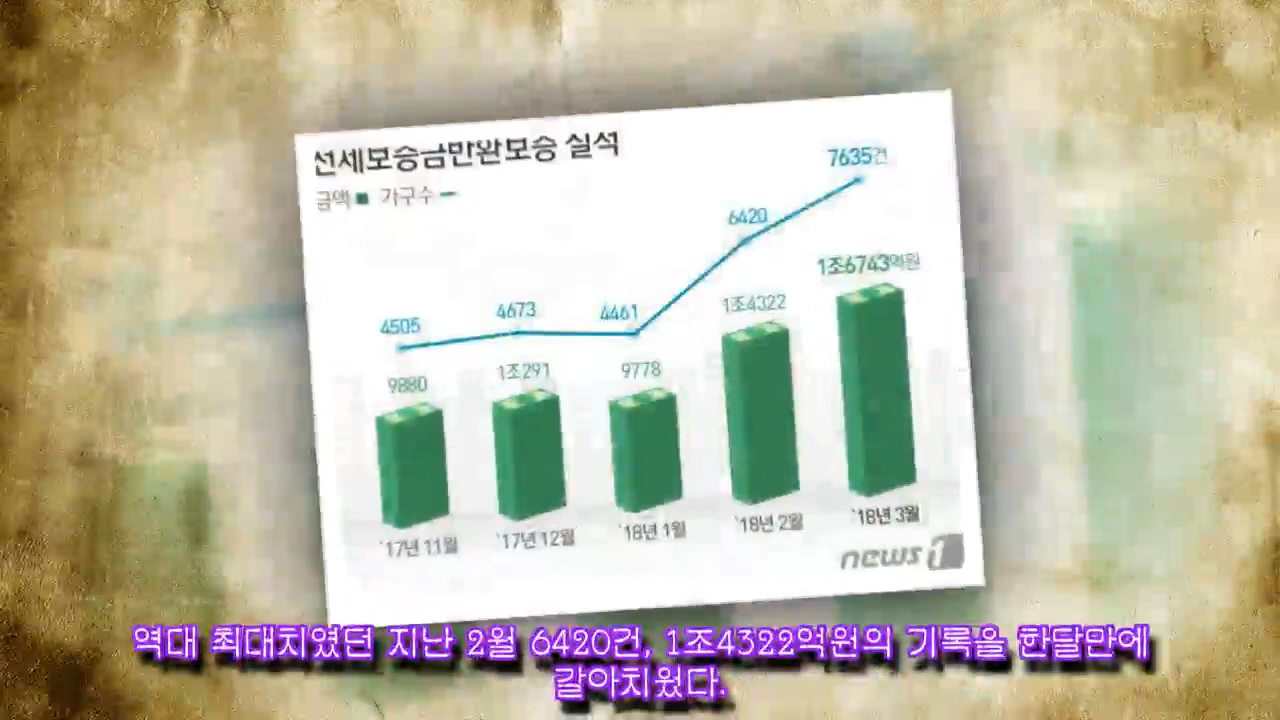 전세보증금반환보증 실적
금액 가구수
7635건
6420
1조6743억원
4505
4673
4461
1조4322
9880
1조291
9778
'17년 11월
'17년 12월
'18년 1월
'18년 2월
'18년 3월
news1
역대 최대치였던 지난 2월 6420건, 1조4322억원의 기록을 한달만에
갈아치웠다.